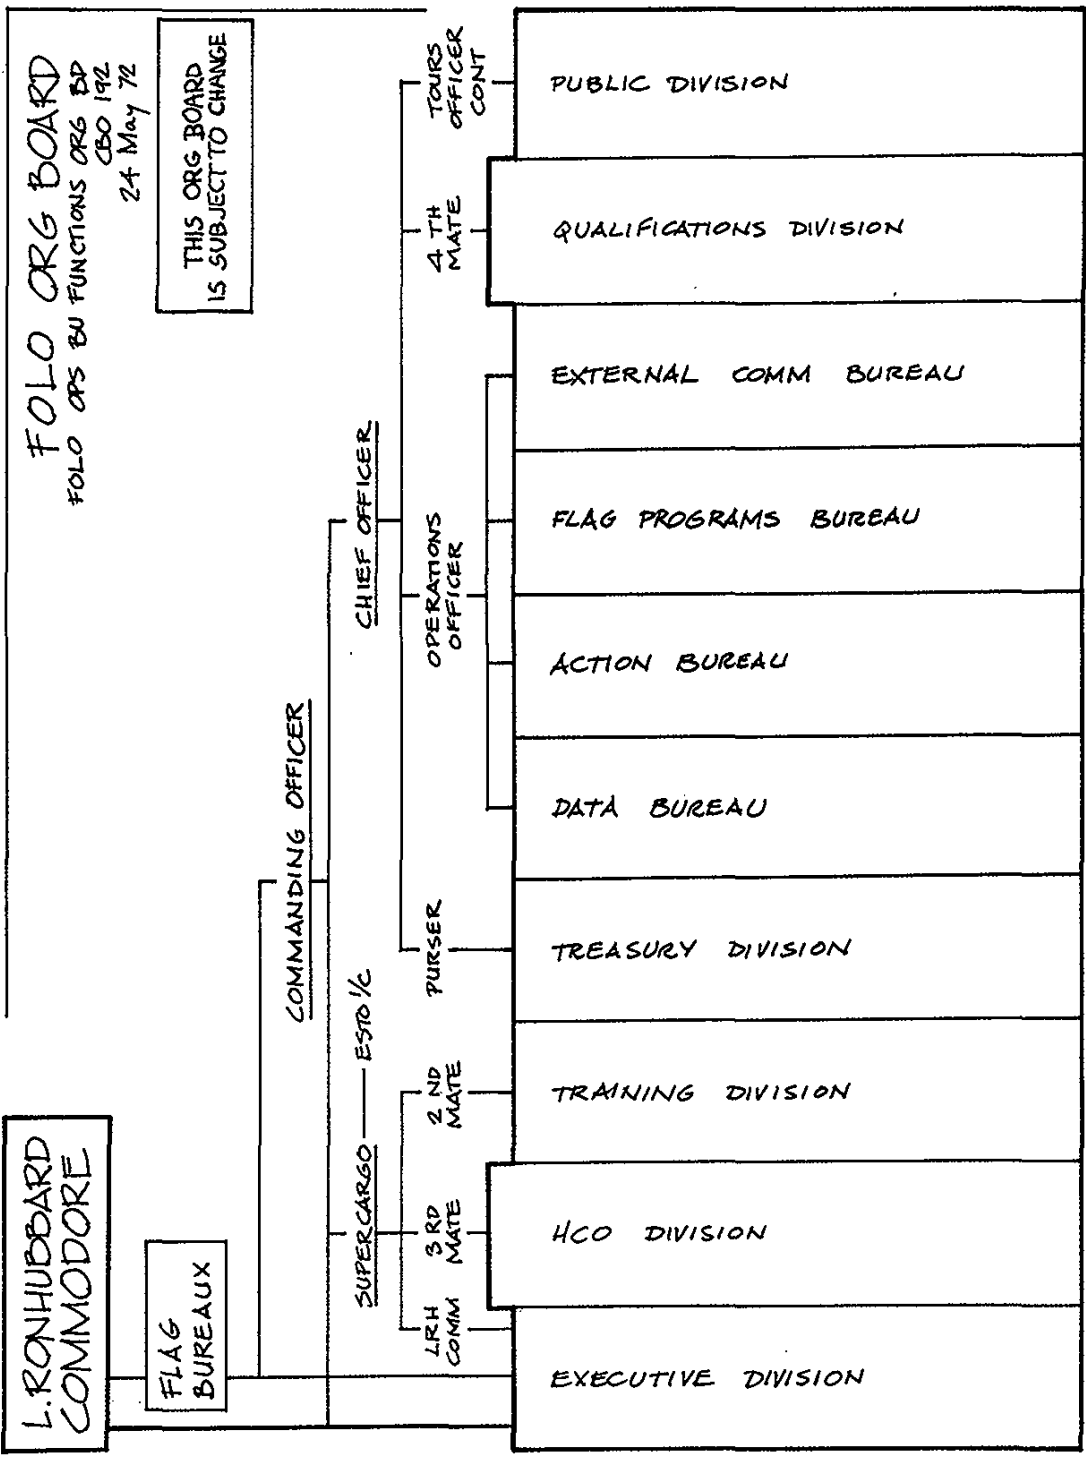 FOLO ORG BOARD
FOLO OPS BU FUNCTIONS ORG BD
CBO 192
24 May 72
THIS ORG BOARD
IS SUBJECT TO CHANGE
L. RON HUBBARD
COMMODORE
FLAG
BUREAUX
COMMANDING OFFICER
SUPERCARGO
ESTO I/C
CHIEF OFFICER
LRH
COMM
3RD
MATE
2ND
MATE
PURSER
OPERATIONS
OFFICER
4TH
MATE
TOURS
OFFICER
CONT
PUBLIC DIVISION
QUALIFICATIONS DIVISION
EXTERNAL COMM BUREAU
FLAG PROGRAMS BUREAU
ACTION BUREAU
DATA BUREAU
TREASURY DIVISION
TRAINING DIVISION
HCO DIVISION
EXECUTIVE DIVISION